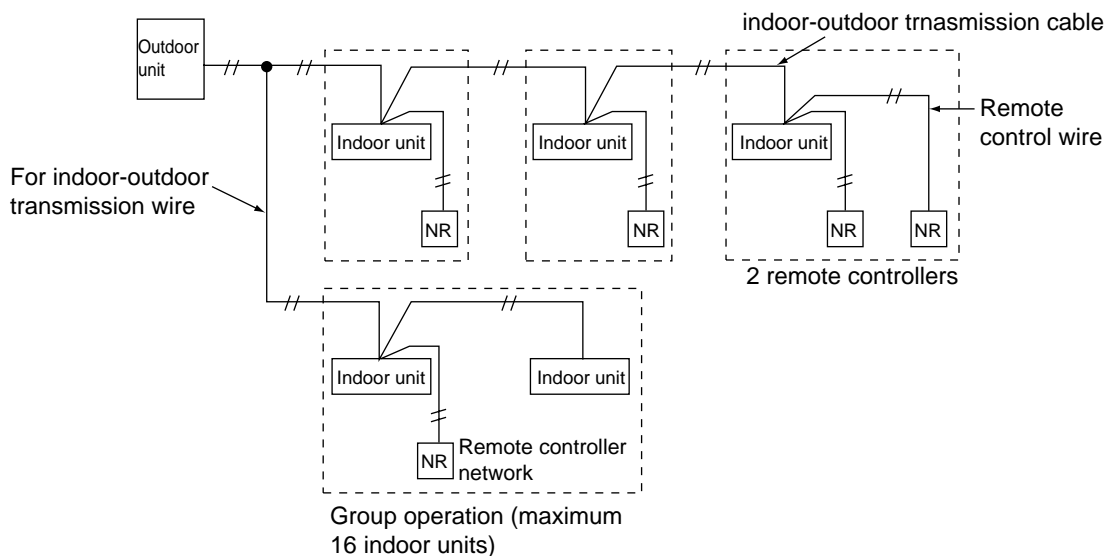 indoor-outdoor trnasmission cable
Outdoor
unit
Indoor unit
Indoor unit
Indoor unit
Remote
control wire
For indoor-outdoor
transmission wire
NR
NR
NR
NR
2 remote controllers
Indoor unit
Indoor unit
NR
Remote controller
network
Group operation (maximum
16 indoor units)